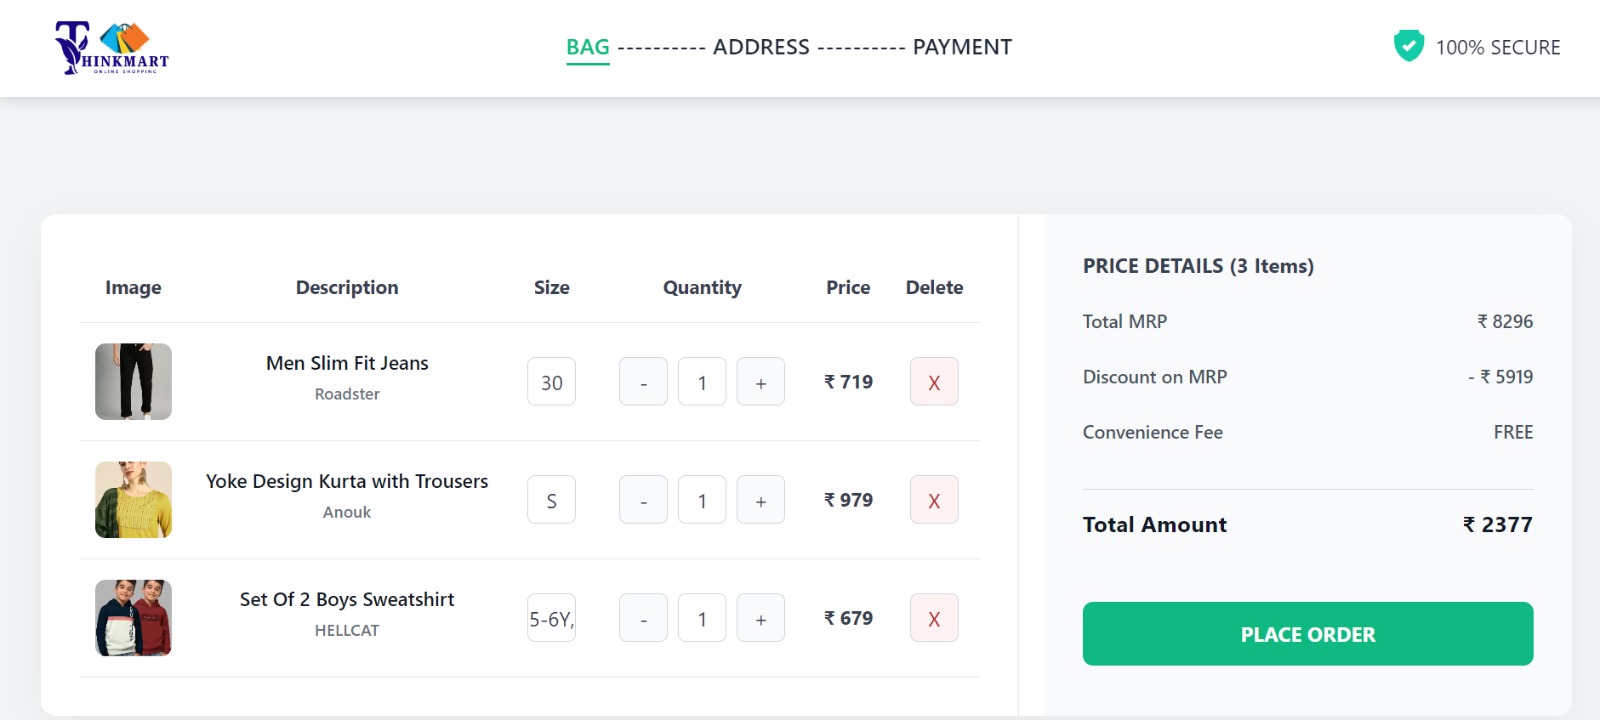 THINKMART
ONLINE SHOPPING
BAG ---------- ADDRESS ---------- PAYMENT
100% SECURE
Image Description Size Quantity Price Delete
Men Slim Fit Jeans
Roadster
30 - 1 + ₹ 719 X
Yoke Design Kurta with Trousers
Anouk
S - 1 + ₹ 979 X
Set Of 2 Boys Sweatshirt
HELLCAT
5-6Y, - 1 + ₹ 679 X
PRICE DETAILS (3 Items)
Total MRP ₹ 8296
Discount on MRP - ₹ 5919
Convenience Fee FREE
Total Amount ₹ 2377
PLACE ORDER